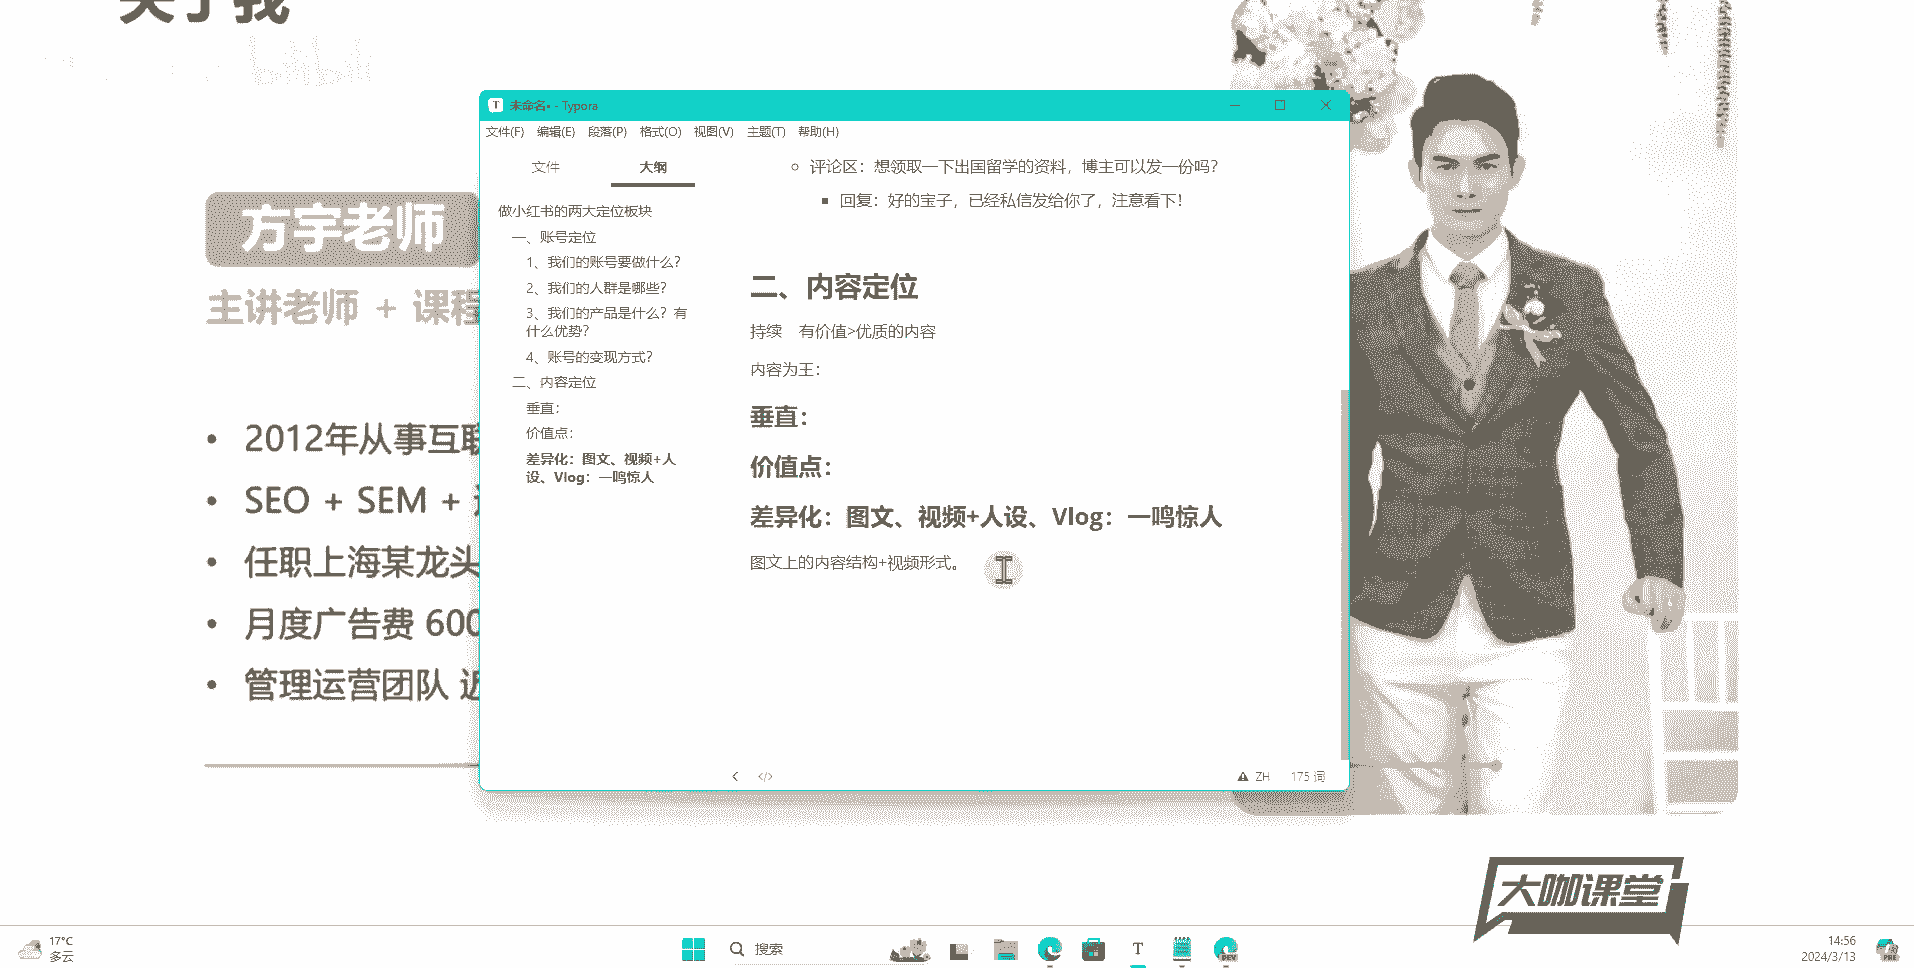 关于我
bilibili
未命名• - Typora
文件(F) 编辑(E) 段落(P) 格式(O) 视图(V) 主题(T) 帮助(H)
文件 大纲
做小红书的两大定位板块
一、账号定位
1、我们的账号要做什么？
2、我们的人群是哪些？
3、我们的产品是什么？有
什么优势？
4、账号的变现方式？
二、内容定位
垂直：
价值点：
差异化：图文、视频+人
设、Vlog：一鸣惊人
评论区：想领取一下出国留学的资料，博主可以发一份吗？
回复：好的宝子，已经私信发给你了，注意看下！
二、内容定位
持续 有价值>优质的内容
内容为王：
垂直：
价值点：
差异化：图文、视频+人设、Vlog：一鸣惊人
图文上的内容结构+视频形式。
ZH 175 词
方宇老师
主讲老师 + 课程
2012年从事互联
SEO + SEM +
任职上海某龙头
月度广告费 600
管理运营团队 近
大咖课堂
17°C
多云
搜索
T
DEV
14:56
2024/3/13
PRE